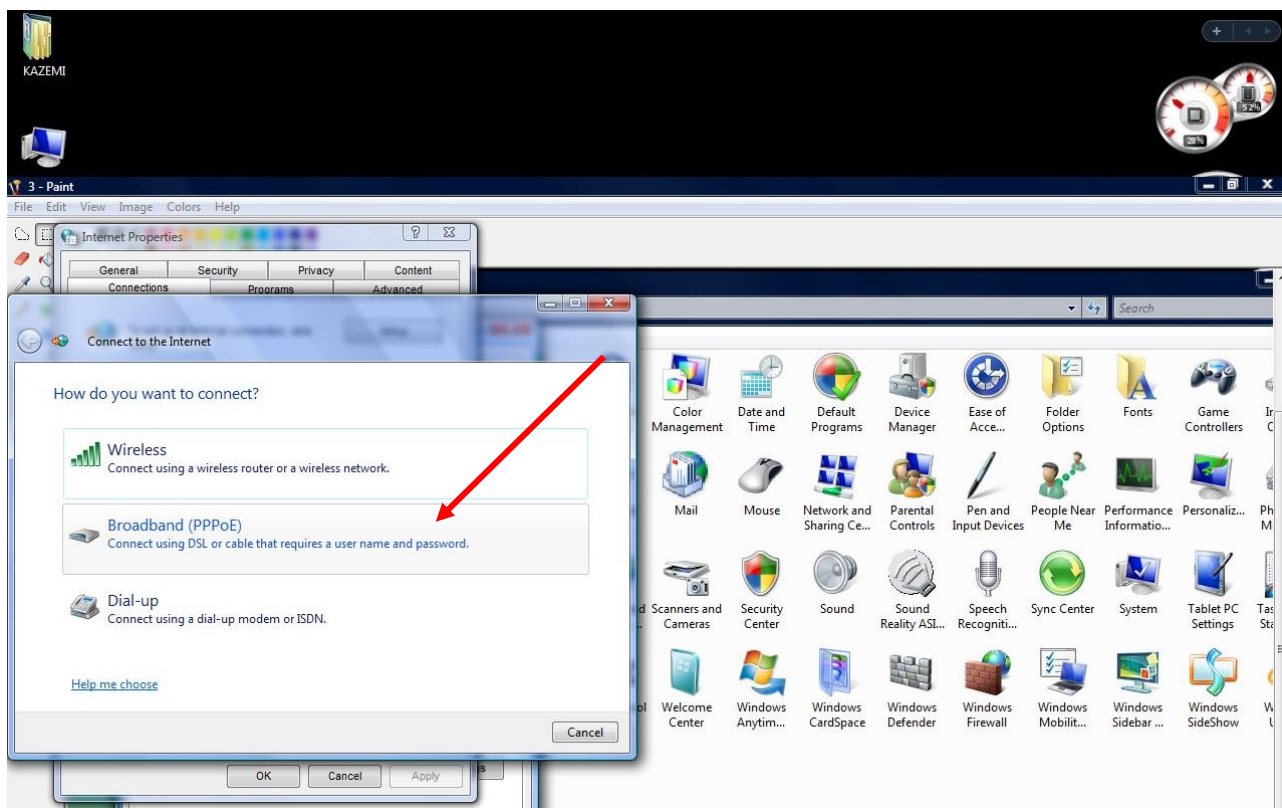 KAZEMI
52%
28%
3 - Paint
File Edit View Image Colors Help
Internet Properties
General Security Privacy Content
Connections Programs Advanced
Connect to the Internet
Search
How do you want to connect?
Wireless
Connect using a wireless router or a wireless network.
Broadband (PPPoE)
Connect using DSL or cable that requires a user name and password.
Dial-up
Connect using a dial-up modem or ISDN.
Help me choose
Cancel
OK Cancel Apply
Color Date and Default Device Ease of Folder Fonts Game
Management Time Programs Manager Acce... Options Controllers
Mail Mouse Network and Parental Pen and People Near Performance Personaliz...
Sharing Ce... Controls Input Devices Me Informatio...
Scanners and Security Sound Sound Speech Sync Center System Tablet PC
Cameras Center Reality ASI... Recogniti... Settings
Welcome Windows Windows Windows Windows Windows Windows Windows
Center Anytim... CardSpace Defender Firewall Mobilit... Sidebar ... SideShow